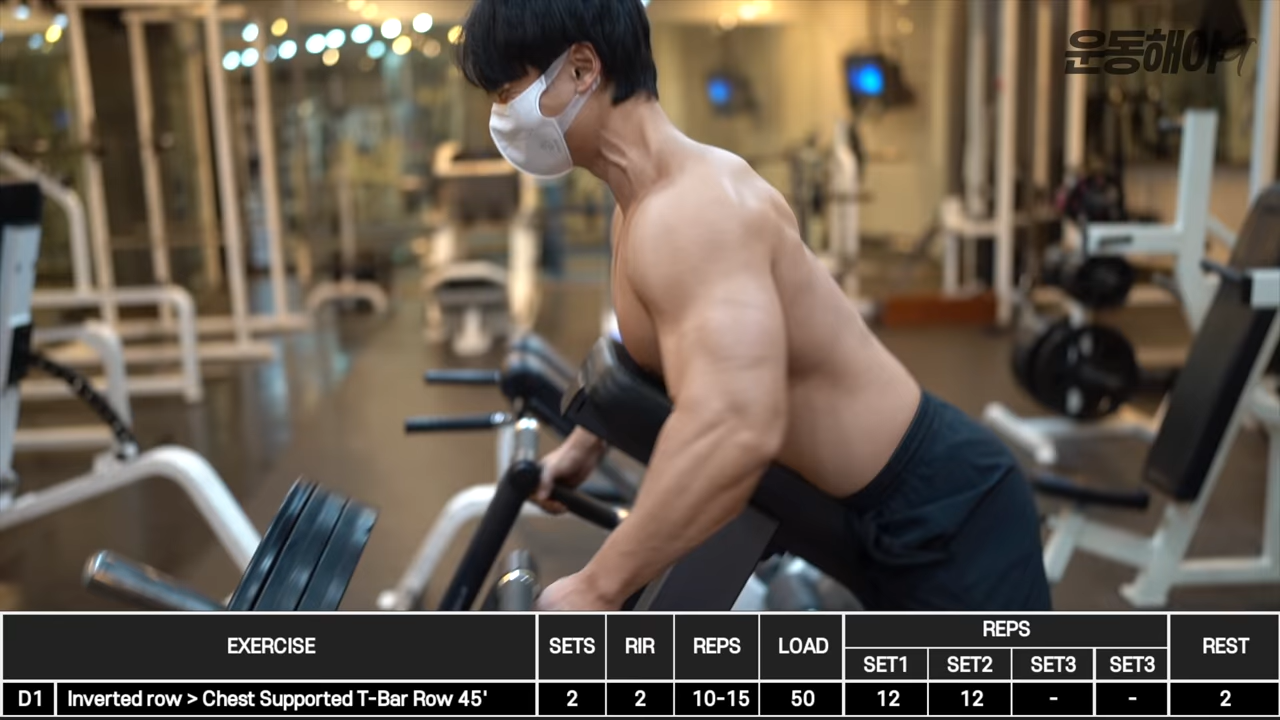 운동해야
EXERCISE SETS RIR REPS LOAD REPS REST
SET1 SET2 SET3 SET3
D1 Inverted row > Chest Supported T-Bar Row 45' 2 2 10-15 50 12 12 - - 2